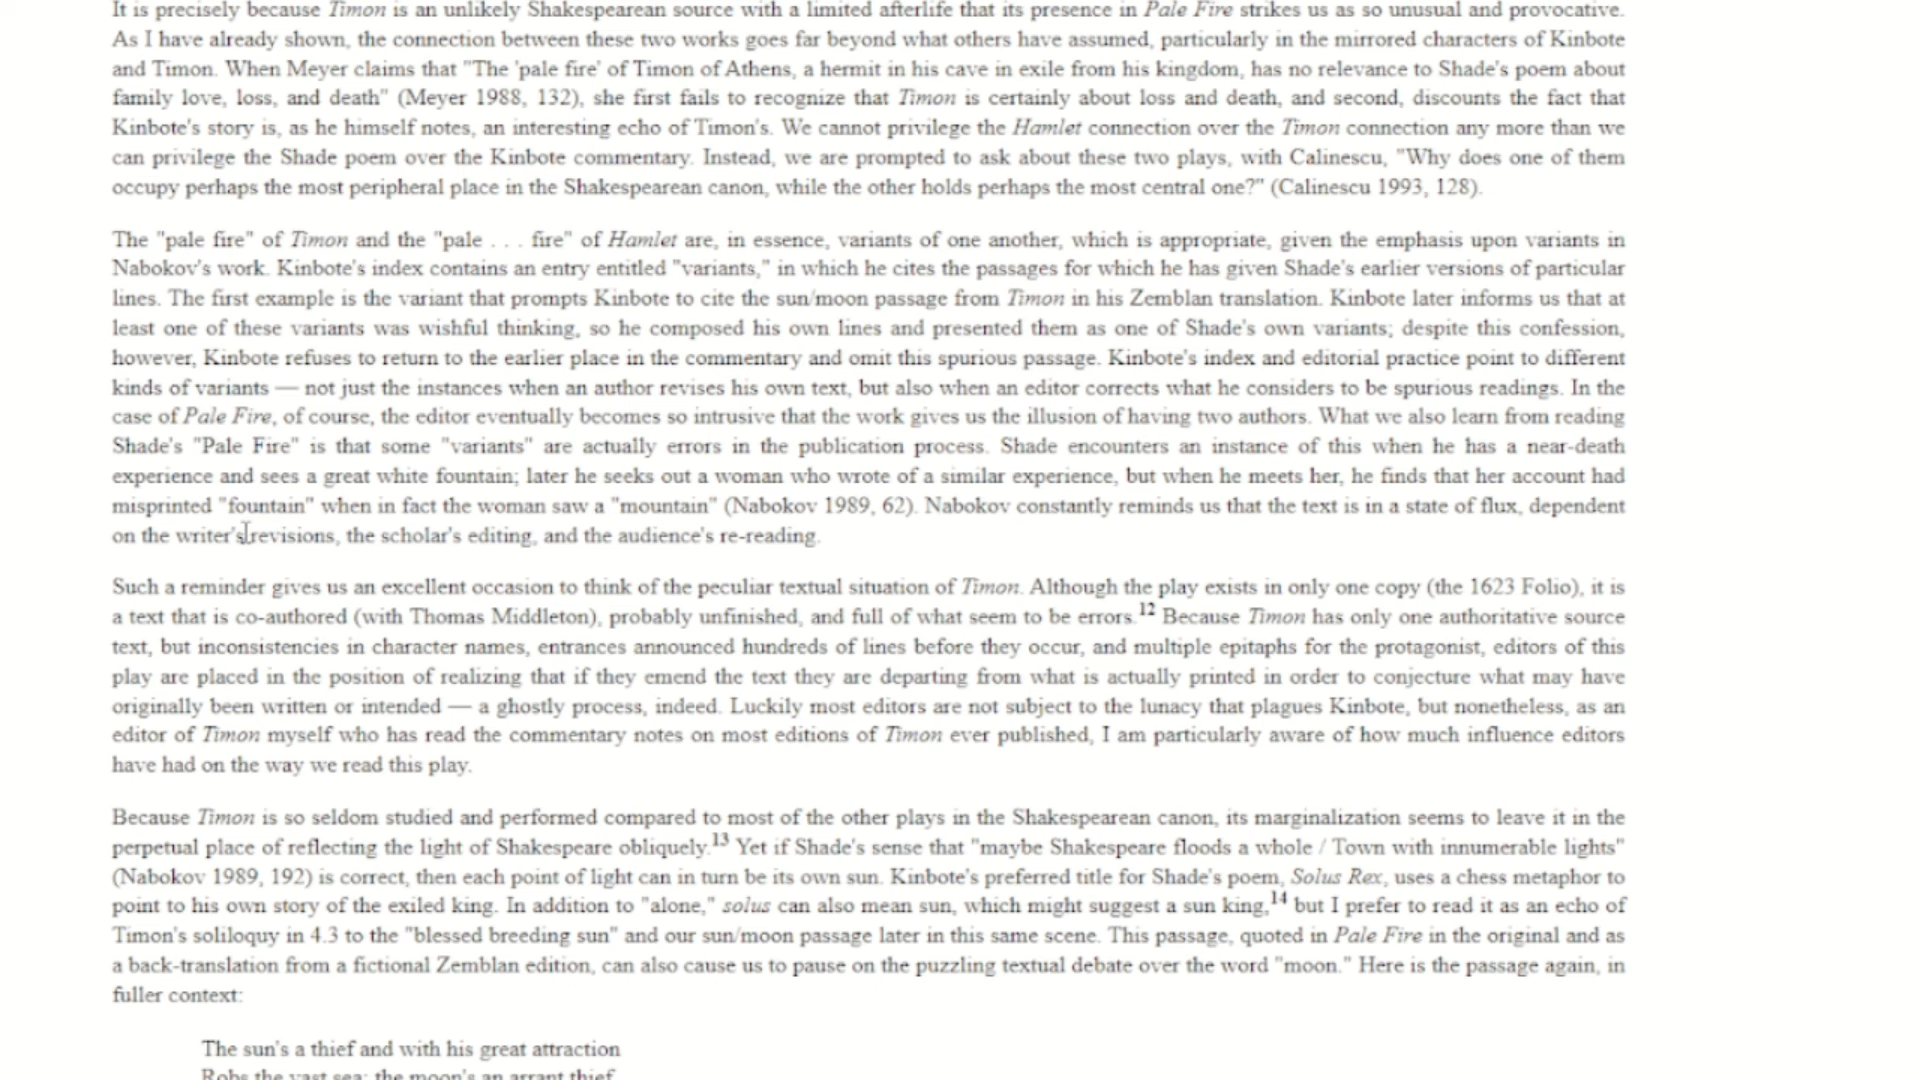 It is precisely because Timon is an unlikely Shakespearean source with a limited afterlife that its presence in Pale Fire strikes us as so unusual and provocative.
As I have already shown, the connection between these two works goes far beyond what others have assumed, particularly in the mirrored characters of Kinbote
and Timon. When Meyer claims that "The 'pale fire' of Timon of Athens, a hermit in his cave in exile from his kingdom, has no relevance to Shade's poem about
family love, loss, and death" (Meyer 1988, 132), she first fails to recognize that Timon is certainly about loss and death, and second, discounts the fact that
Kinbote's story is, as he himself notes, an interesting echo of Timon's. We cannot privilege the Hamlet connection over the Timon connection any more than we
can privilege the Shade poem over the Kinbote commentary. Instead, we are prompted to ask about these two plays, with Calinescu, "Why does one of them
occupy perhaps the most peripheral place in the Shakespearean canon, while the other holds perhaps the most central one?" (Calinescu 1993, 128).
The "pale fire" of Timon and the "pale . . . fire" of Hamlet are, in essence, variants of one another, which is appropriate, given the emphasis upon variants in
Nabokov's work. Kinbote's index contains an entry entitled "variants," in which he cites the passages for which he has given Shade's earlier versions of particular
lines. The first example is the variant that prompts Kinbote to cite the sun/moon passage from Timon in his Zemblan translation. Kinbote later informs us that at
least one of these variants was wishful thinking, so he composed his own lines and presented them as one of Shade's own variants; despite this confession,
however, Kinbote refuses to return to the earlier place in the commentary and omit this spurious passage. Kinbote's index and editorial practice point to different
kinds of variants — not just the instances when an author revises his own text, but also when an editor corrects what he considers to be spurious readings. In the
case of Pale Fire, of course, the editor eventually becomes so intrusive that the work gives us the illusion of having two authors. What we also learn from reading
Shade's "Pale Fire" is that some "variants" are actually errors in the publication process. Shade encounters an instance of this when he has a near-death
experience and sees a great white fountain; later he seeks out a woman who wrote of a similar experience, but when he meets her, he finds that her account had
misprinted "fountain" when in fact the woman saw a "mountain" (Nabokov 1989, 62). Nabokov constantly reminds us that the text is in a state of flux, dependent
on the writer's revisions, the scholar's editing, and the audience's re-reading.
Such a reminder gives us an excellent occasion to think of the peculiar textual situation of Timon. Although the play exists in only one copy (the 1623 Folio), it is
a text that is co-authored (with Thomas Middleton), probably unfinished, and full of what seem to be errors.12 Because Timon has only one authoritative source
text, but inconsistencies in character names, entrances announced hundreds of lines before they occur, and multiple epitaphs for the protagonist, editors of this
play are placed in the position of realizing that if they emend the text they are departing from what is actually printed in order to conjecture what may have
originally been written or intended — a ghostly process, indeed. Luckily most editors are not subject to the lunacy that plagues Kinbote, but nonetheless, as an
editor of Timon myself who has read the commentary notes on most editions of Timon ever published, I am particularly aware of how much influence editors
have had on the way we read this play.
Because Timon is so seldom studied and performed compared to most of the other plays in the Shakespearean canon, its marginalization seems to leave it in the
perpetual place of reflecting the light of Shakespeare obliquely.13 Yet if Shade's sense that "maybe Shakespeare floods a whole / Town with innumerable lights"
(Nabokov 1989, 192) is correct, then each point of light can in turn be its own sun. Kinbote's preferred title for Shade's poem, Solus Rex, uses a chess metaphor to
point to his own story of the exiled king. In addition to "alone," solus can also mean sun, which might suggest a sun king,14 but I prefer to read it as an echo of
Timon's soliloquy in 4.3 to the "blessed breeding sun" and our sun/moon passage later in this same scene. This passage, quoted in Pale Fire in the original and as
a back-translation from a fictional Zemblan edition, can also cause us to pause on the puzzling textual debate over the word "moon." Here is the passage again, in
fuller context:
The sun's a thief and with his great attraction
Robs the vast sea; the moon's an arrant thief